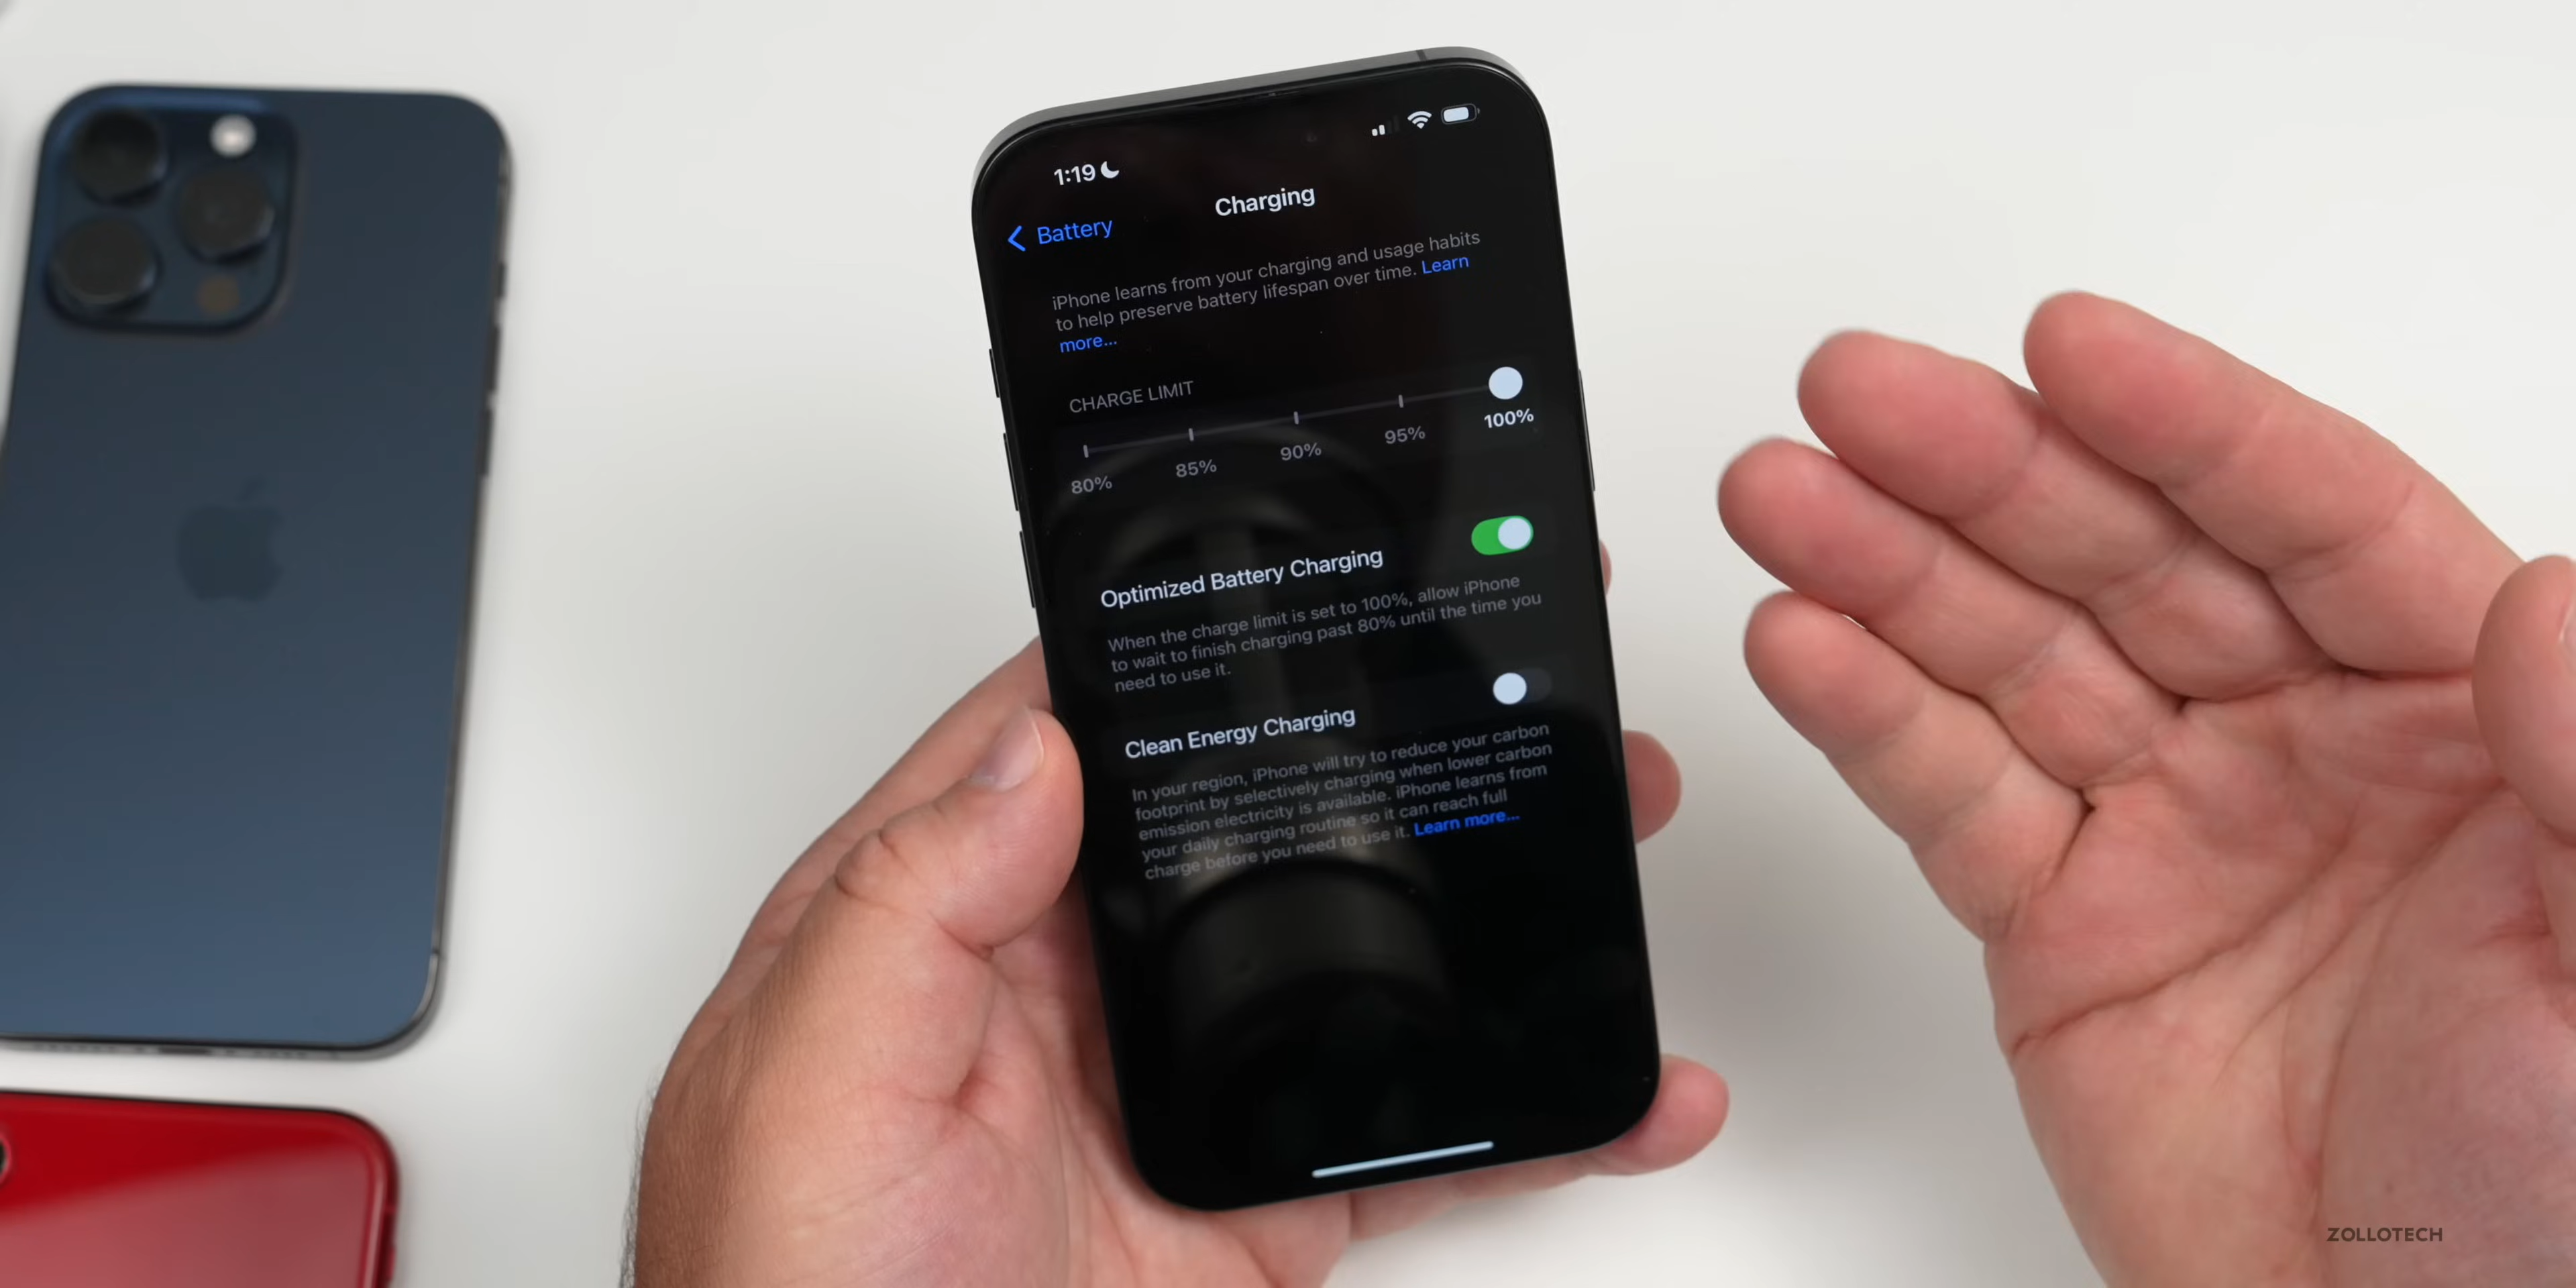 1:19
Battery
Charging
iPhone learns from your charging and usage habits
to help preserve battery lifespan over time. Learn
more...
CHARGE LIMIT
80% 85% 90% 95% 100%
Optimized Battery Charging
When the charge limit is set to 100%, allow iPhone
to wait to finish charging past 80% until the time you
need to use it.
Clean Energy Charging
In your region, iPhone will try to reduce your carbon
footprint by selectively charging when lower carbon
emission electricity is available. iPhone learns from
your daily charging routine so it can reach full
charge before you need to use it. Learn more...
ZOLLOTECH